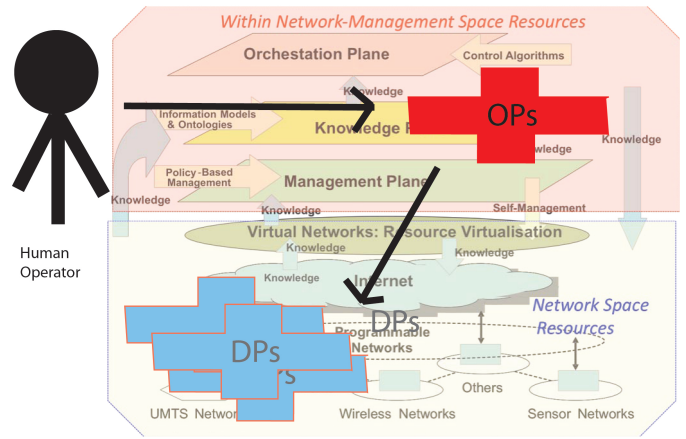 Within Network-Management Space Resources
Orchestation Plane
Control Algorithms
Knowledge
Information Models
& Ontologies
Knowledge
OPs
Knowledge
Policy-Based
Management
Management Plane
Knowledge
Knowledge
Self-Management
Human
Operator
Virtual Networks: Resource Virtualisation
Knowledge
Knowledge
Knowledge
Internet
Network Space
Resources
DPs
Programmable
Networks
DPs
Others
UMTS
Wireless Networks
Sensor Networks